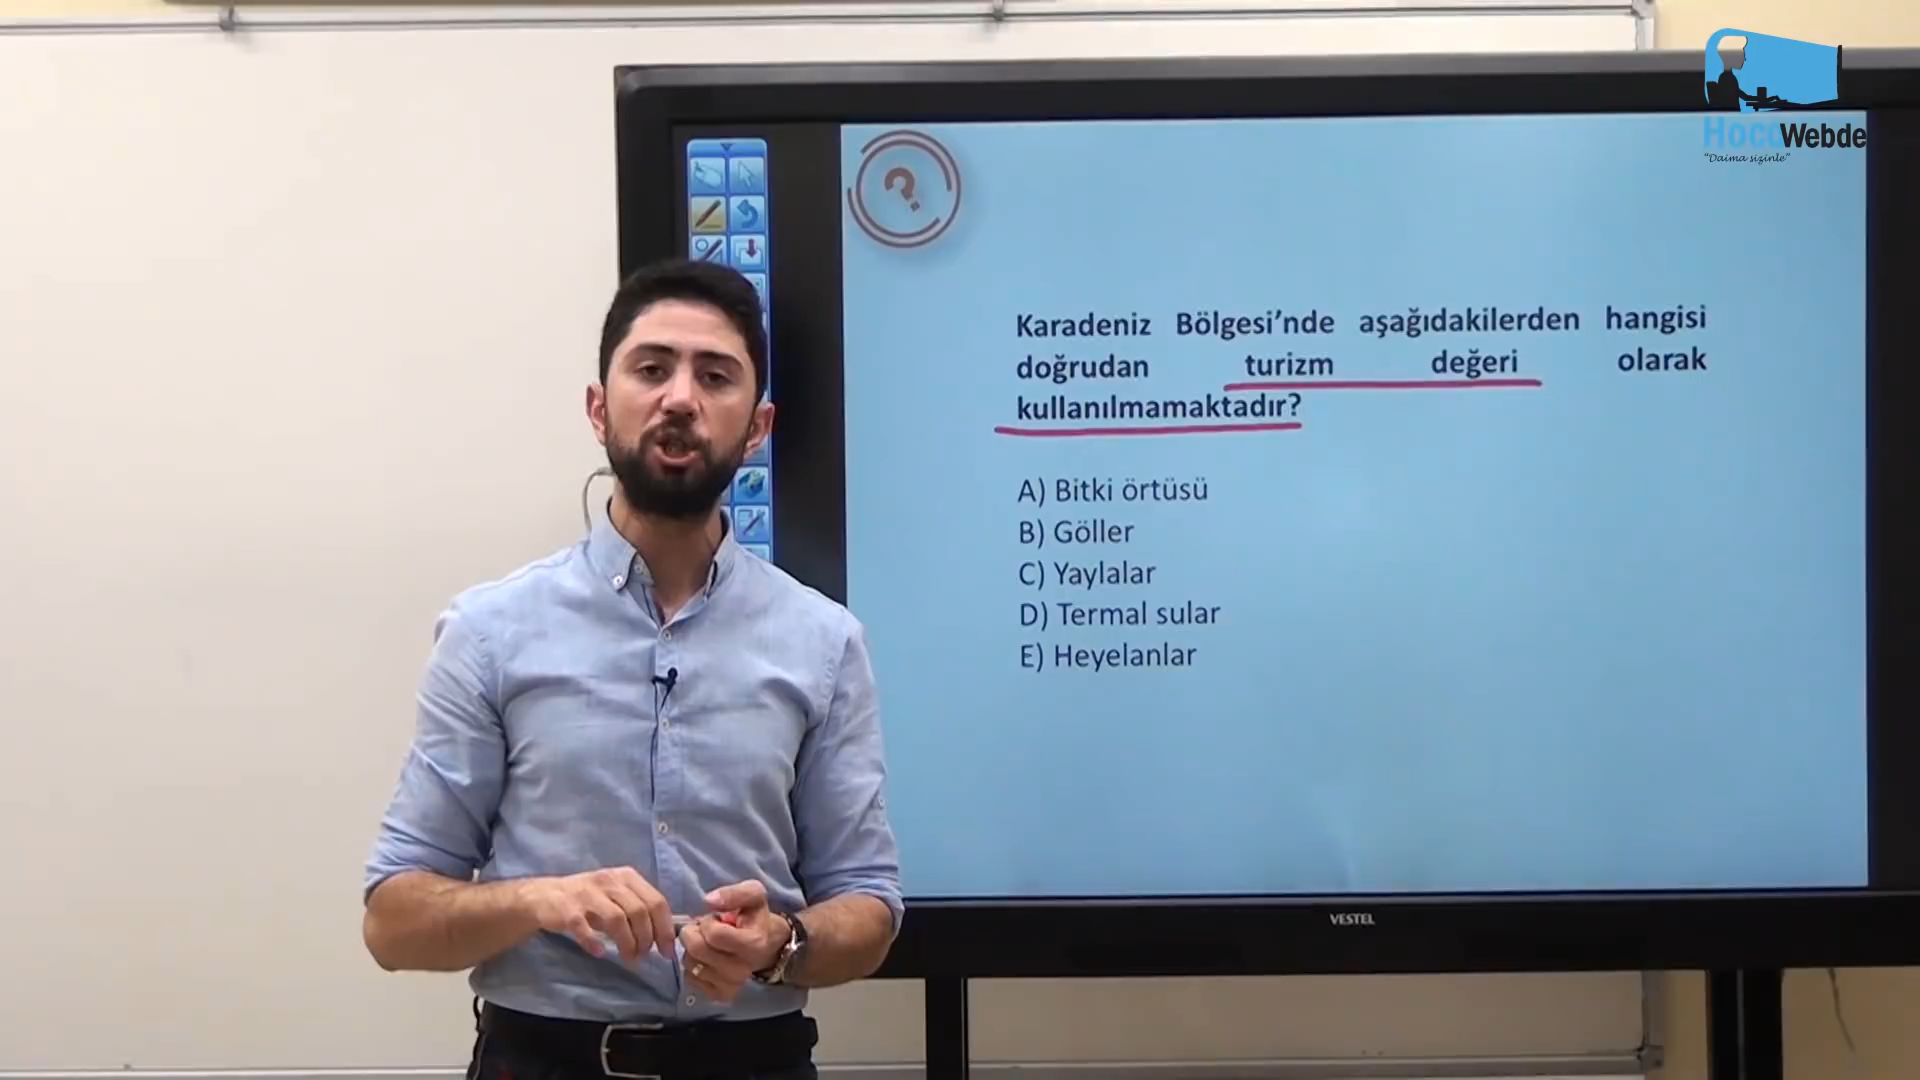 HocaWebde
"Daima sizinle"
Karadeniz Bölgesi'nde aşağıdakilerden hangisi
doğrudan turizm değeri olarak
kullanılmamaktadır?
A) Bitki örtüsü
B) Göller
C) Yaylalar
D) Termal sular
E) Heyelanlar
VESTEL